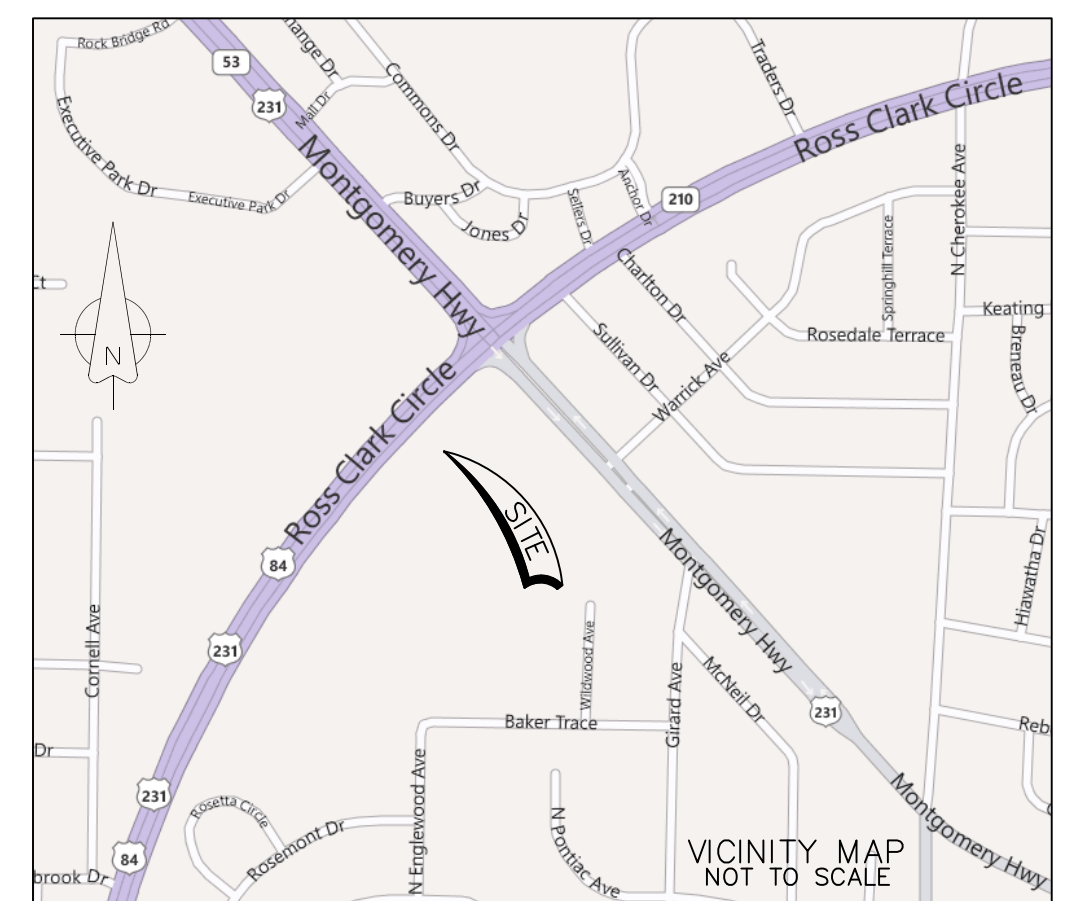 Rock Bridge Rd
53
231
Mall Dr
Commons Dr
Traders Dr
Ross Clark Circle
Executive Park Dr
Executive Park Dr
Montgomery Hwy
Buyers Dr
Jones Dr
Sellers Dr
Anchor Dr
210
N Cherokee Ave
Springhill Terrace
Charlton Dr
Keating
Rosedale Terrace
Breneau Dr
Sullivan Dr
Warrick Ave
N
Ross Clark Circle
SITE
84
Montgomery Hwy
Hiawatha Dr
231
Cornell Ave
Wildwood Ave
Girard Ave
McNeil Dr
231
Baker Trace
Reb
Dr
231
Rosetta Circle
Rosemont Dr
N Englewood Ave
N Pontiac Ave
Montgomery Hwy
84
brook Dr
VICINITY MAP
NOT TO SCALE